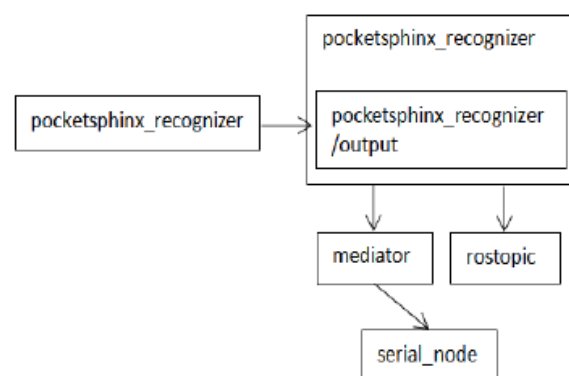 pocketsphinx_recognizer
pocketsphinx_recognizer
pocketsphinx_recognizer
/output
mediator
rostopic
serial_node